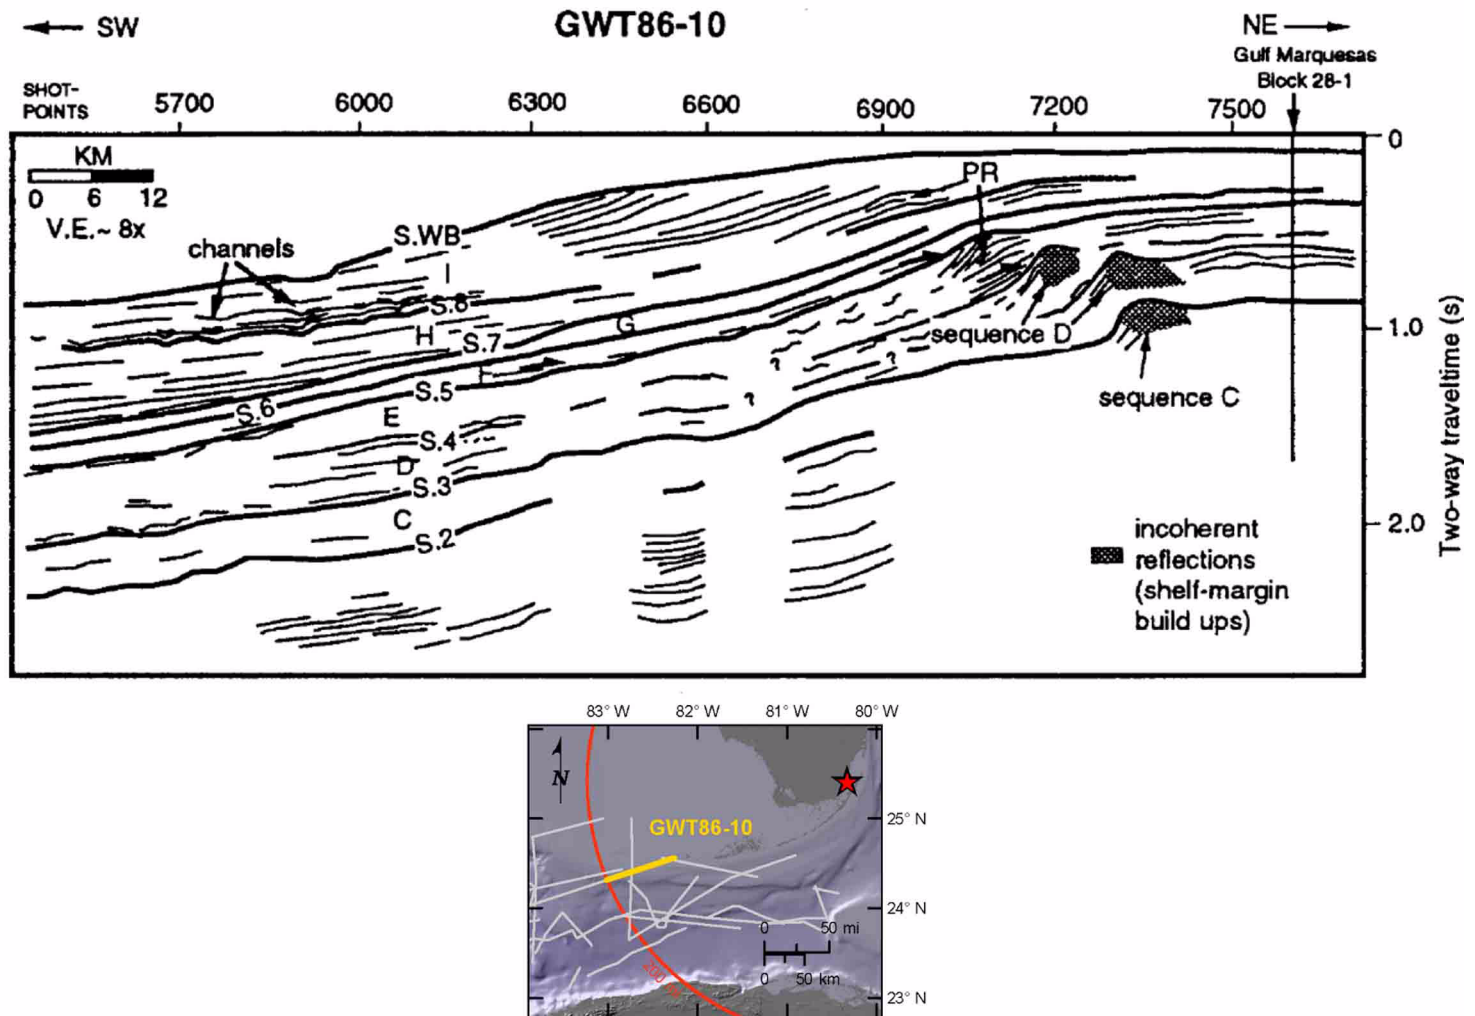 SW
GWT86-10
NE
Gulf Marquesas
Block 28-1
SHOT-
POINTS
5700
6000
6300
6600
6900
7200
7500
0
KM
0 6 12
V.E.~ 8x
PR
channels
S.WB
I
S.8
H
S.7
G
1.0
sequence D
F
S.5
S.6
sequence C
E
S.4
D
S.3
C
S.2
?
?
?
2.0
Two-way traveltime (s)
incoherent
reflections
(shelf-margin
build ups)
83° W
82° W
81° W
80° W
N
25° N
GWT86-10
24° N
0 50 mi
0 50 km
23° N